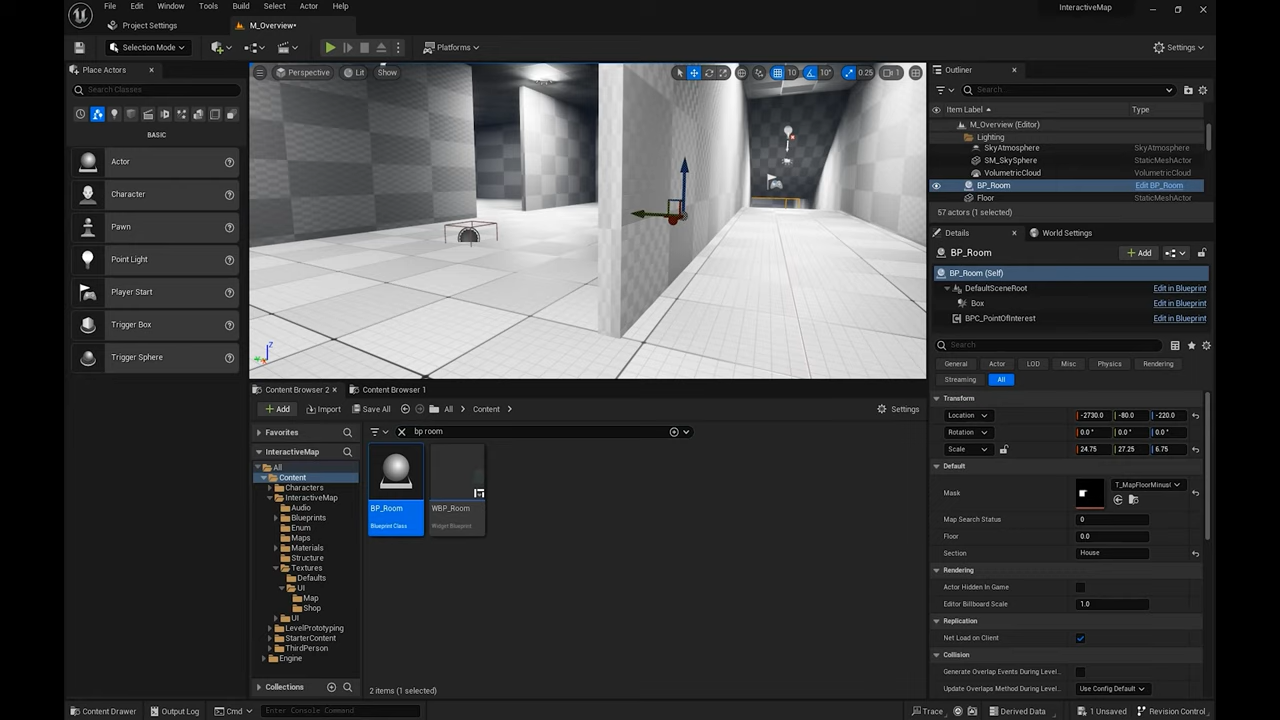 File
Edit
Window
Tools
Build
Select
Actor
Help
InteractiveMap
Project Settings
M_Overview*
Selection Mode
Platforms
Settings
Place Actors
Search Classes
BASIC
Actor
Character
Pawn
Point Light
Player Start
Trigger Box
Trigger Sphere
Perspective
Lit
Show
10
10°
0.25
1
Z
Outliner
Search
Item Label
Type
M_Overview (Editor)
Lighting
SkyAtmosphere
SkyAtmosphere
SM_SkySphere
StaticMeshActor
VolumetricCloud
VolumetricCloud
BP_Room
Edit BP_Room
Floor
StaticMeshActor
57 actors (1 selected)
Details
World Settings
BP_Room
Add
BP_Room (Self)
DefaultSceneRoot
Edit in Blueprint
Box
Edit in Blueprint
BPC_PointOfInterest
Edit in Blueprint
Search
General
Actor
LOD
Misc
Physics
Rendering
Streaming
All
Transform
Location
-2730.0
-80.0
-220.0
Rotation
0.0 °
0.0 °
0.0 °
Scale
24.75
27.25
6.75
Default
Mask
Map Search Status
0
Floor
0.0
Section
House
Rendering
Actor Hidden In Game
Editor Billboard Scale
1.0
Replication
Net Load on Client
Collision
Generate Overlap Events During Level...
Update Overlaps Method During Level...
Use Config Default
Content Browser 2
Content Browser 1
Add
Import
Save All
All
Content
Settings
Favorites
InteractiveMap
All
Content
Characters
InteractiveMap
Audio
Blueprints
Enum
Maps
Materials
Structure
Textures
Defaults
UI
Map
Shop
UI
LevelPrototyping
StarterContent
ThirdPerson
Engine
Collections
bp room
BP_Room
Blueprint Class
WBP_Room
Widget Blueprint
2 items (1 selected)
Content Drawer
Output Log
Cmd
Enter Console Command
Trace
Derived Data
1 Unsaved
Revision Control